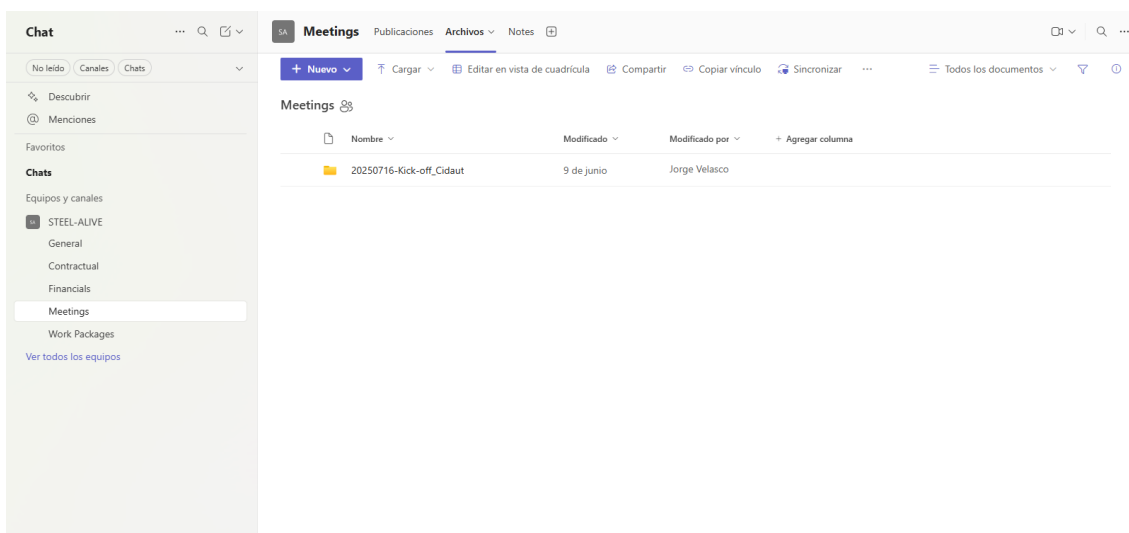 Chat
No leído Canales Chats
Descubrir
Menciones
Favoritos
Chats
Equipos y canales
SA STEEL-ALIVE
General
Contractual
Financials
Meetings
Work Packages
Ver todos los equipos
SA Meetings Publicaciones Archivos Notes
+ Nuevo Cargar Editar en vista de cuadrícula Compartir Copiar vínculo Sincronizar ... Todos los documentos
Meetings
Nombre Modificado Modificado por + Agregar columna
20250716-Kick-off_Cidaut 9 de junio Jorge Velasco